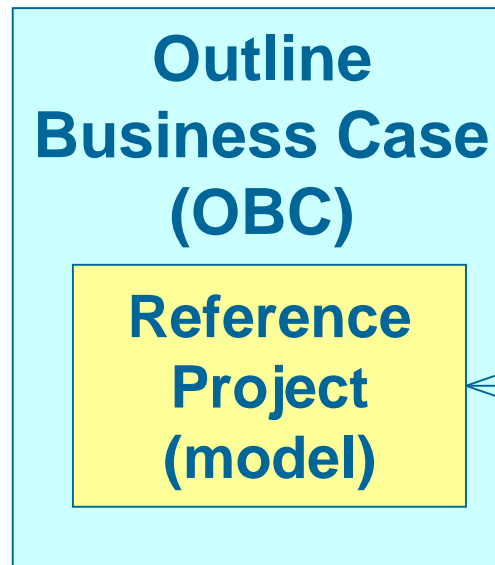 Outline
Business Case
(OBC)
Reference
Project
(model)